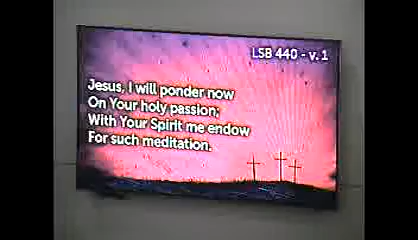 LSB 440 - v. 1
Jesus, I will ponder now
On Your holy passion;
With Your Spirit me endow
For such meditation.